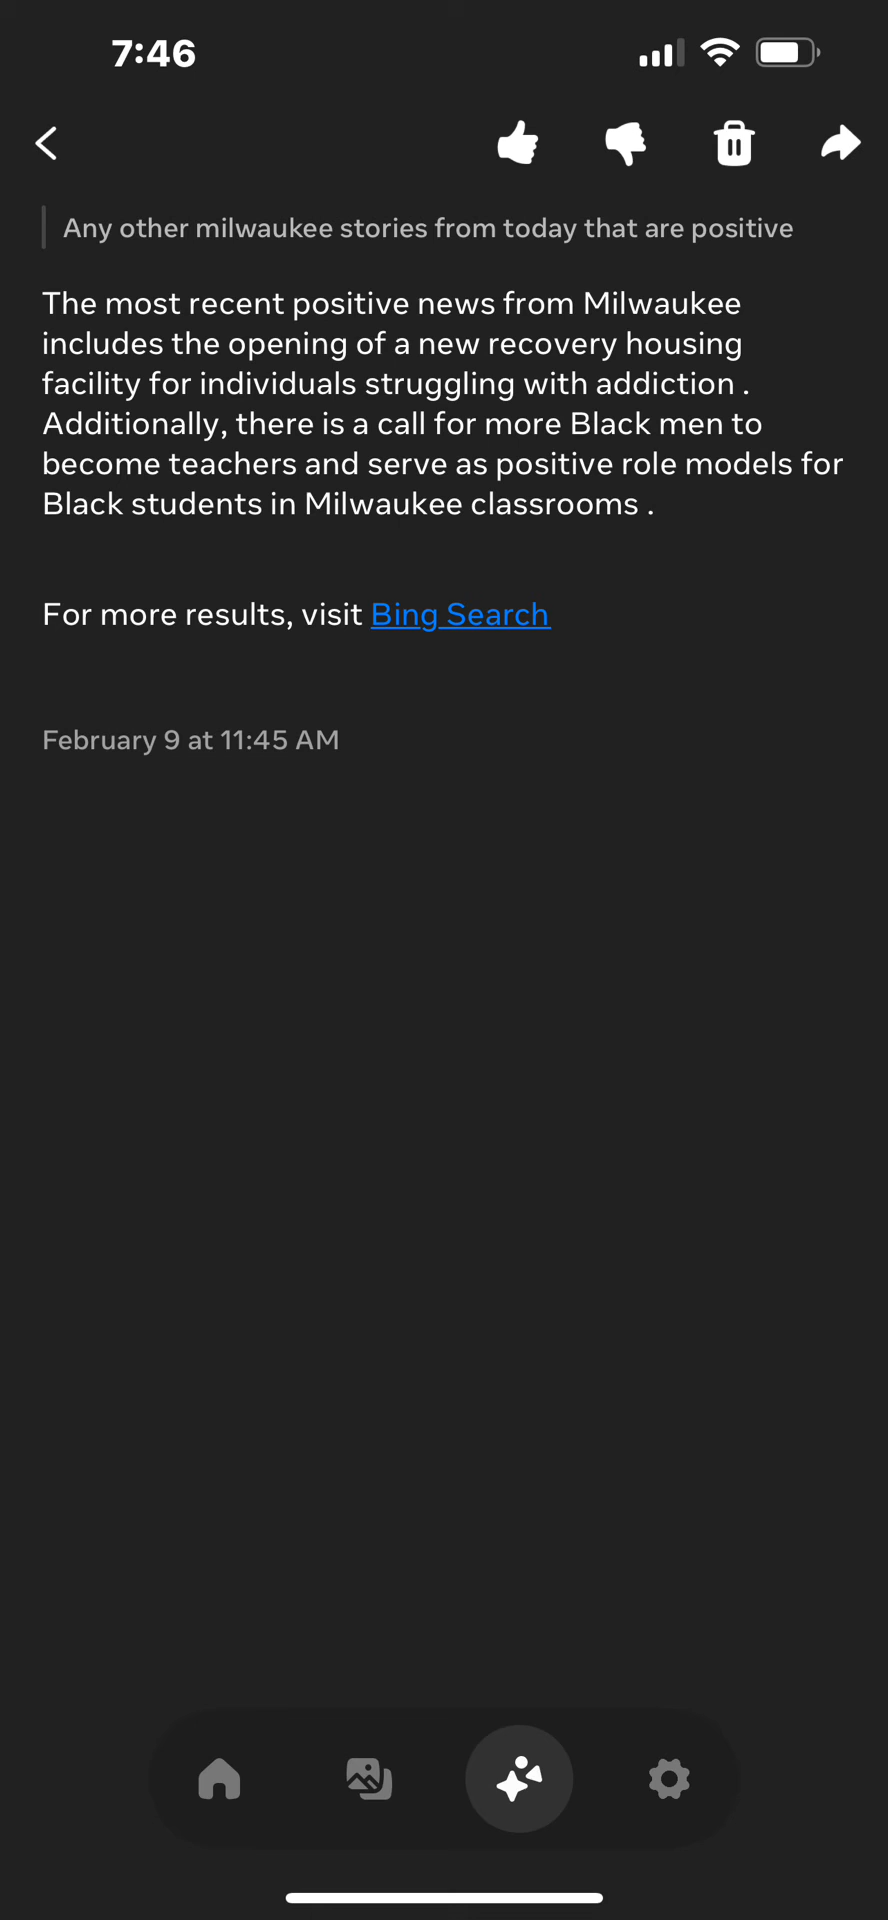 7:46
Any other milwaukee stories from today that are positive
The most recent positive news from Milwaukee
includes the opening of a new recovery housing
facility for individuals struggling with addiction .
Additionally, there is a call for more Black men to
become teachers and serve as positive role models for
Black students in Milwaukee classrooms .
For more results, visit Bing Search
February 9 at 11:45 AM